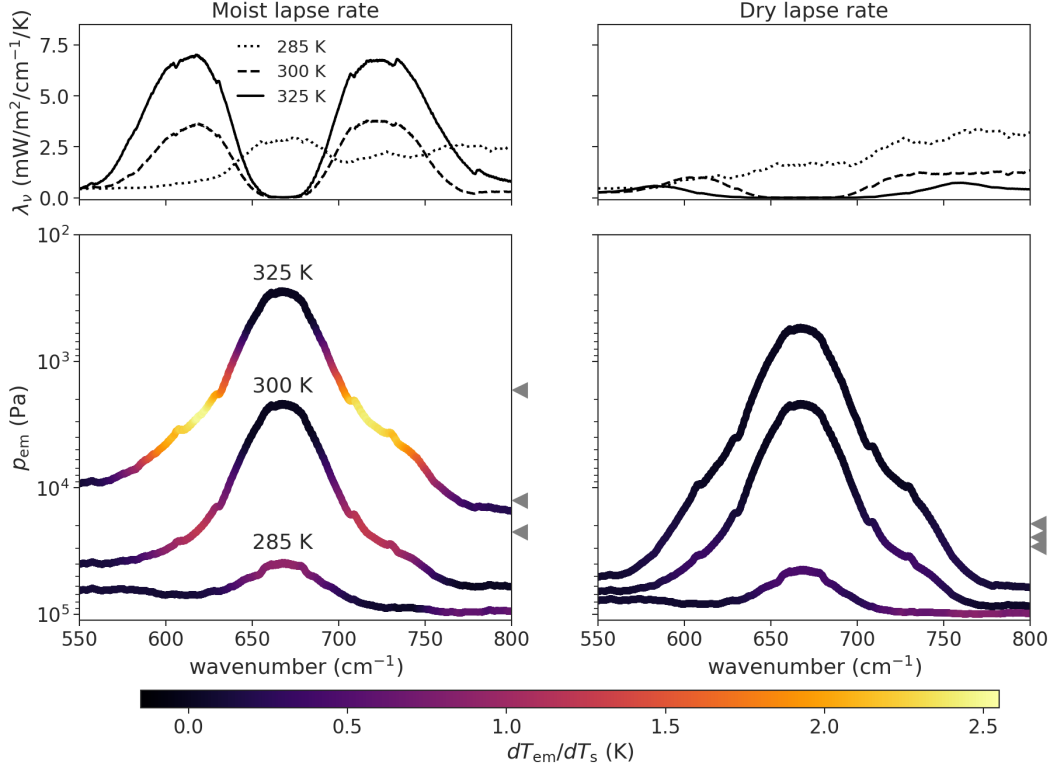 Moist lapse rate
Dry lapse rate
λν (mW/m²/cm⁻¹/K)
7.5
5.0
2.5
0.0
285 K
300 K
325 K
pem (Pa)
10²
10³
10⁴
10⁵
325 K
300 K
285 K
550 600 650 700 750 800
550 600 650 700 750 800
wavenumber (cm⁻¹)
wavenumber (cm⁻¹)
0.0 0.5 1.0 1.5 2.0 2.5
dTem/dTs (K)